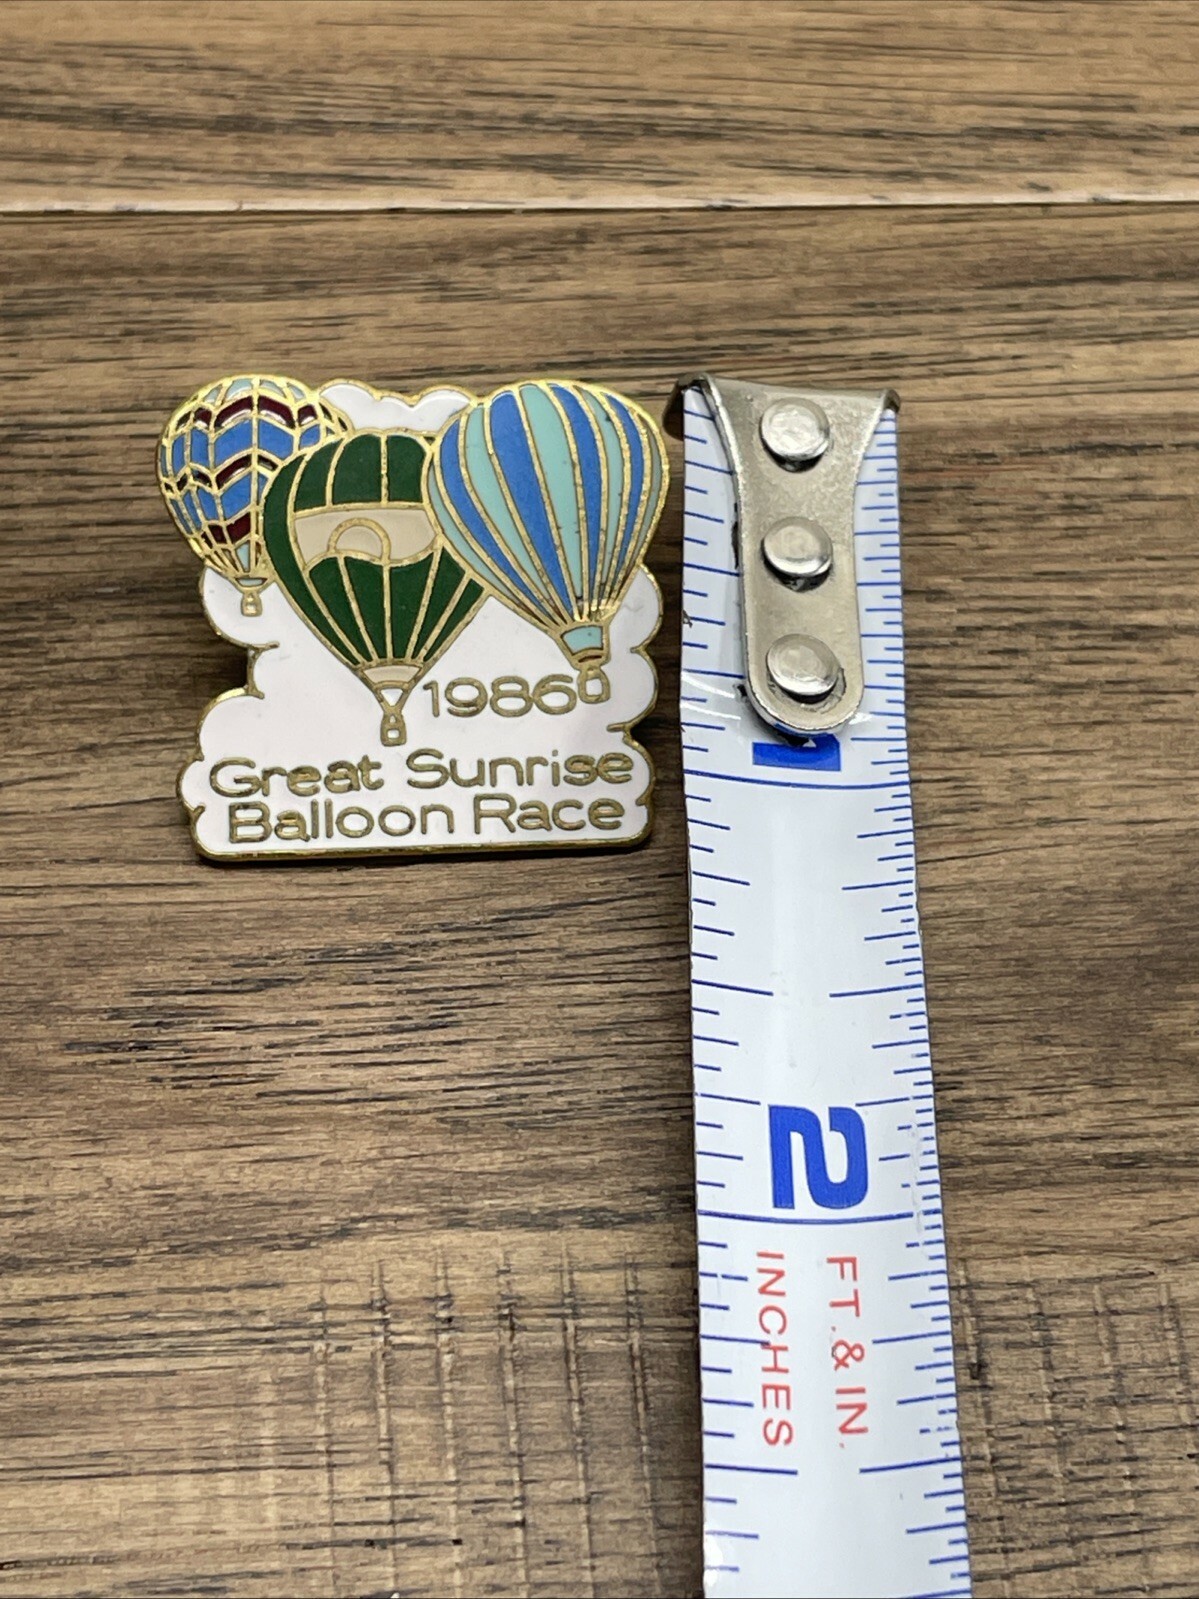 1986
Great Sunrise
Balloon Race
1
2
FT. & IN.
INCHES